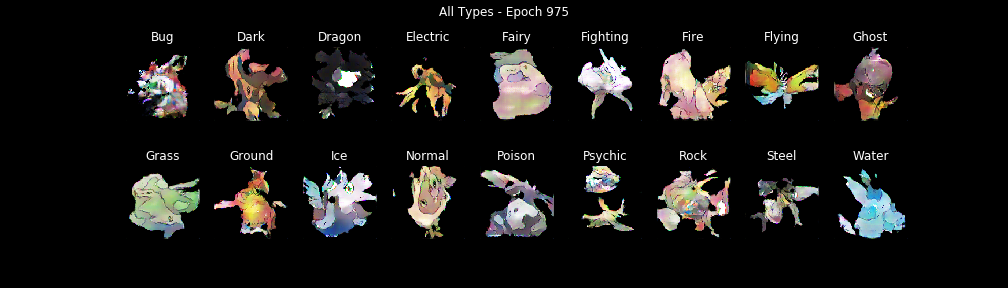 All Types - Epoch 975
Bug Dark Dragon Electric Fairy Fighting Fire Flying Ghost
Grass Ground Ice Normal Poison Psychic Rock Steel Water